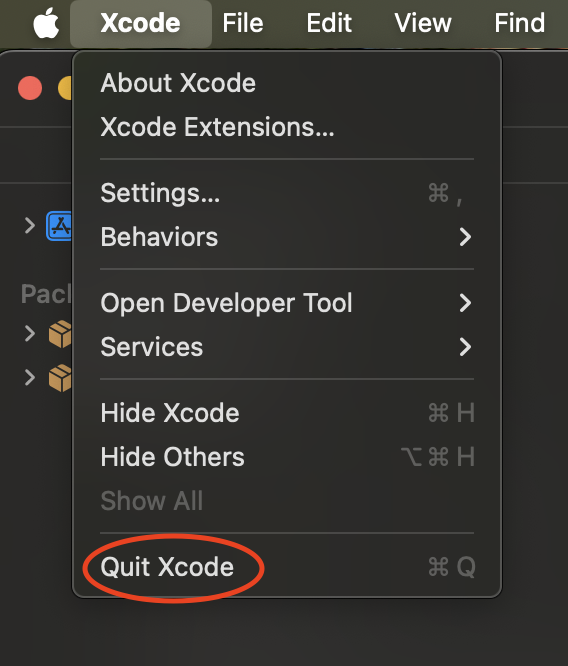 Xcode File Edit View Find
About Xcode
Xcode Extensions...
Settings... ⌘ ,
Behaviors
Open Developer Tool
Services
Hide Xcode ⌘ H
Hide Others ⌥ ⌘ H
Show All
Quit Xcode ⌘ Q